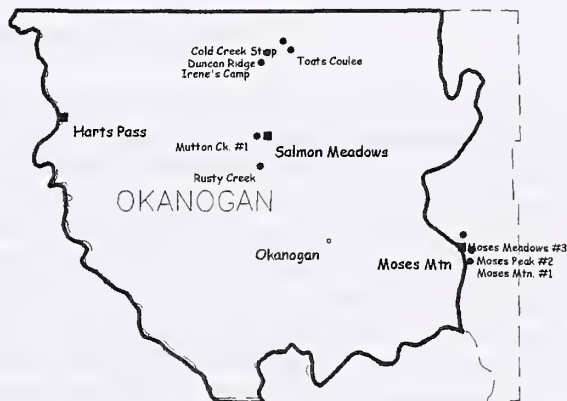 Cold Creek Stop
Duncan Ridge
Irene's Camp
Toats Coulee
Harts Pass
Mutton Ck. #1
Salmon Meadows
Rusty Creek
OKANOGAN
Okanogan
Moses Mtn
Moses Meadows #3
Moses Peak #2
Moses Mtn. #1